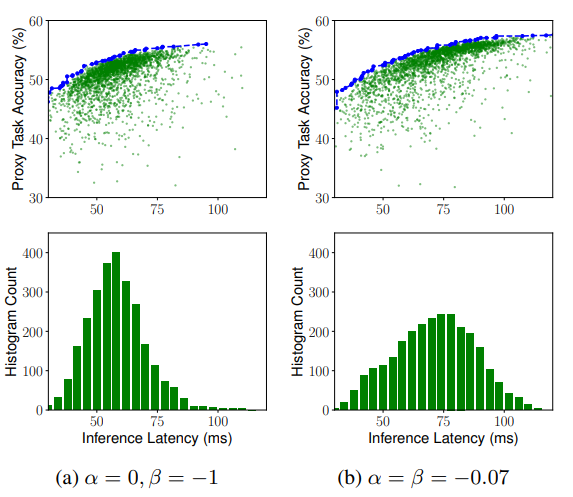 Proxy Task Accuracy (%)
60
50
40
30
50 75 100
Proxy Task Accuracy (%)
60
50
40
30
50 75 100
Histogram Count
400
300
200
100
0
50 75 100
Inference Latency (ms)
Histogram Count
400
300
200
100
0
50 75 100
Inference Latency (ms)
(a) α = 0, β = −1
(b) α = β = −0.07